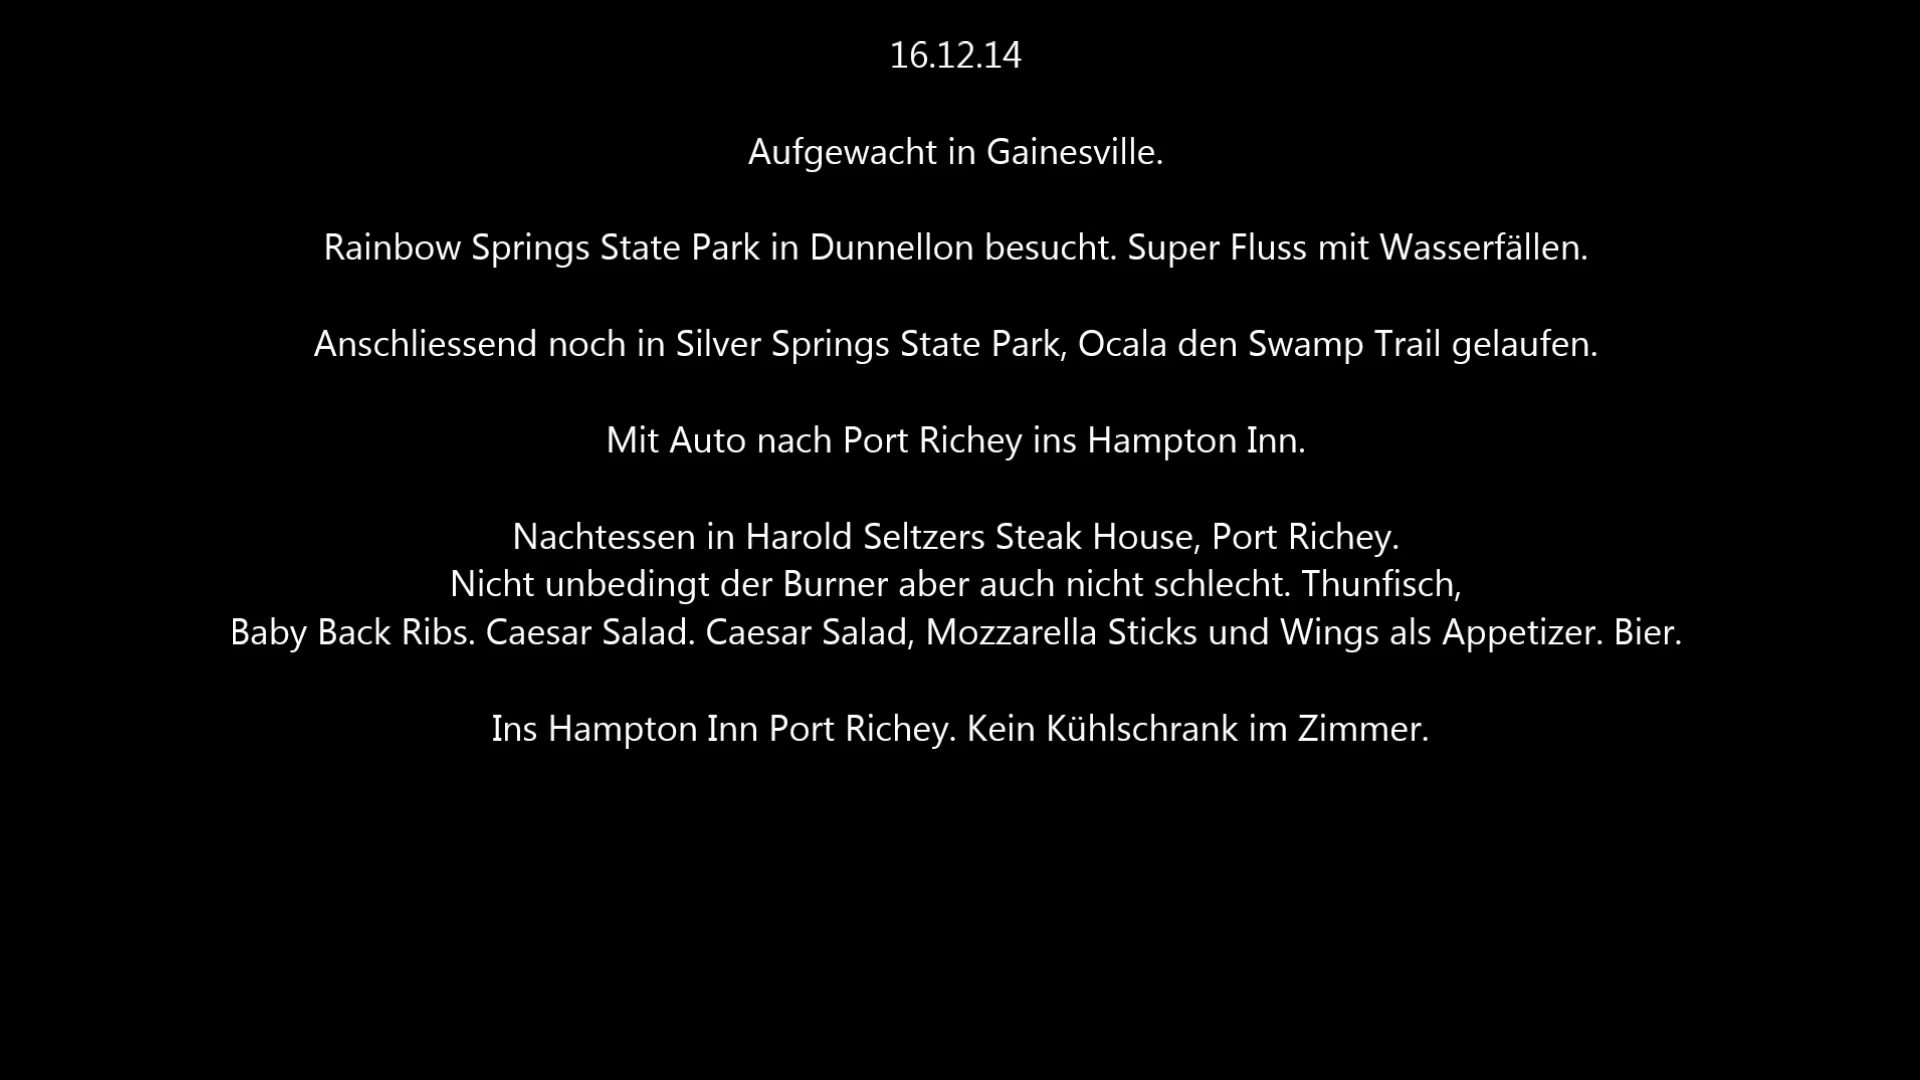 16.12.14
Aufgewacht in Gainesville.
Rainbow Springs State Park in Dunnellon besucht. Super Fluss mit Wasserfällen.
Anschliessend noch in Silver Springs State Park, Ocala den Swamp Trail gelaufen.
Mit Auto nach Port Richey ins Hampton Inn.
Nachtessen in Harold Seltzers Steak House, Port Richey.
Nicht unbedingt der Burner aber auch nicht schlecht. Thunfisch,
Baby Back Ribs. Caesar Salad. Caesar Salad, Mozzarella Sticks und Wings als Appetizer. Bier.
Ins Hampton Inn Port Richey. Kein Kühlschrank im Zimmer.